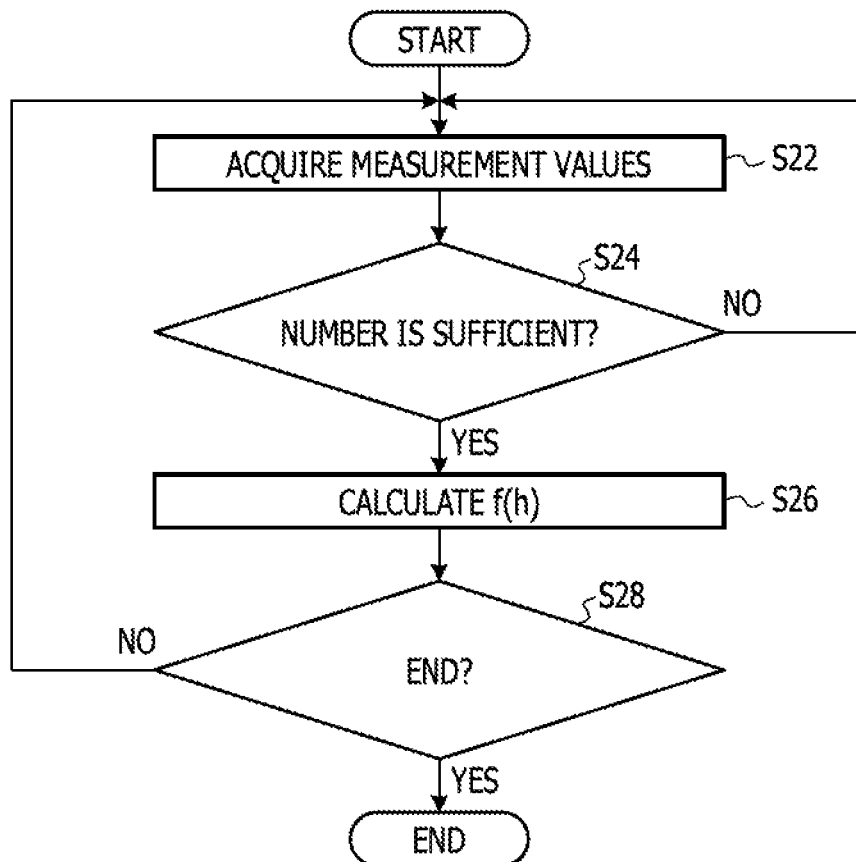 START
ACQUIRE MEASUREMENT VALUES
S22
S24
NO
NUMBER IS SUFFICIENT?
YES
CALCULATE f(h)
S26
S28
NO
END?
YES
END